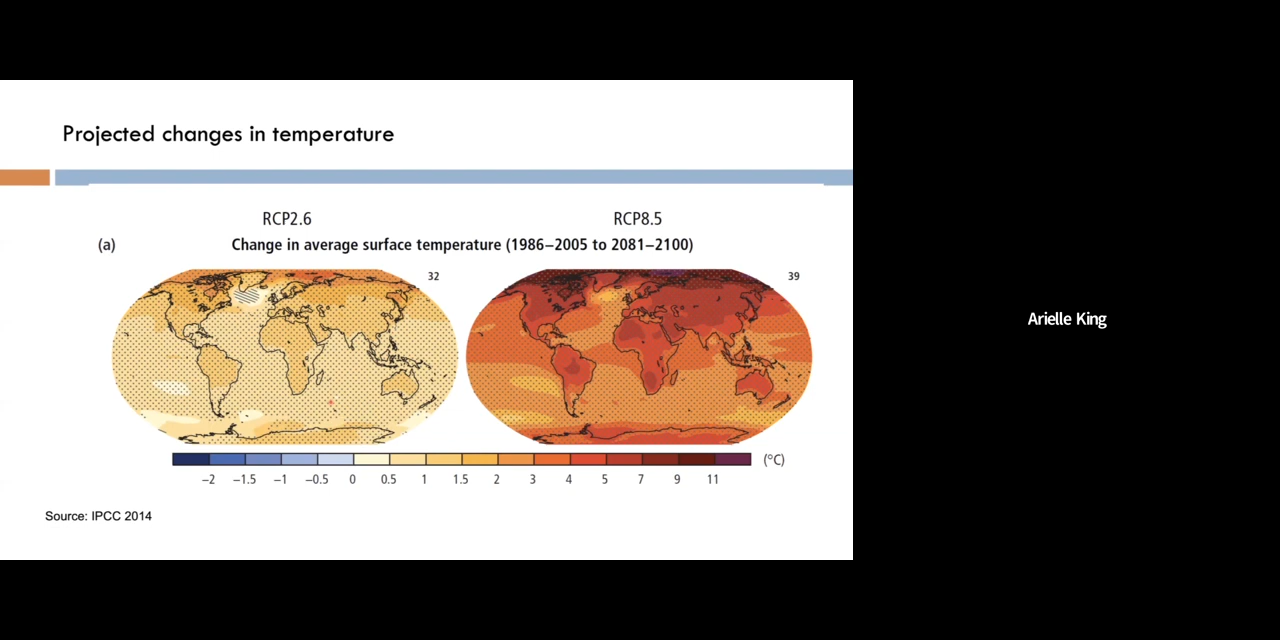 Projected changes in temperature
RCP2.6 RCP8.5
(a) Change in average surface temperature (1986–2005 to 2081–2100)
32 39
(°C)
−2 −1.5 −1 −0.5 0 0.5 1 1.5 2 3 4 5 7 9 11
Source: IPCC 2014
Arielle King